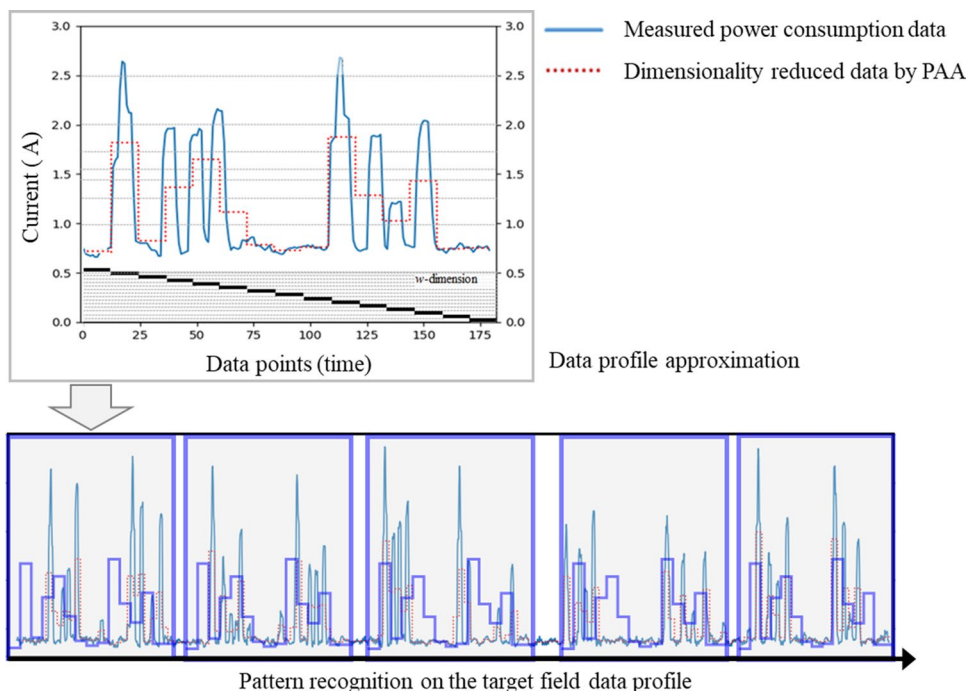 Measured power consumption data
Dimensionality reduced data by PAA
3.0 3.0
2.5 2.5
2.0 2.0
1.5 1.5
1.0 1.0
0.5 0.5
0.0 0.0
Current ( A)
w-dimension
0 25 50 75 100 125 150 175
Data points (time)
Data profile approximation
Pattern recognition on the target field data profile